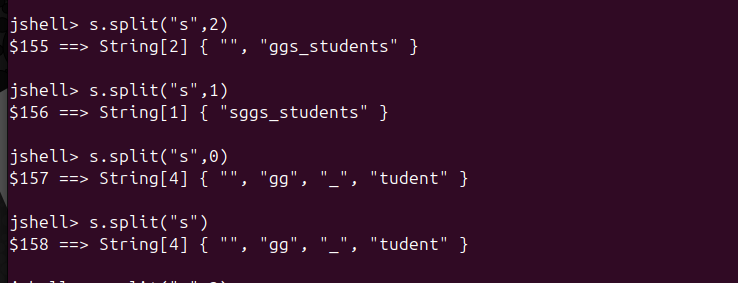 jshell> s.split("s",2)
$155 ==> String[2] { "", "ggs_students" }
jshell> s.split("s",1)
$156 ==> String[1] { "sggs_students" }
jshell> s.split("s",0)
$157 ==> String[4] { "", "gg", "_", "tudent" }
jshell> s.split("s")
$158 ==> String[4] { "", "gg", "_", "tudent" }